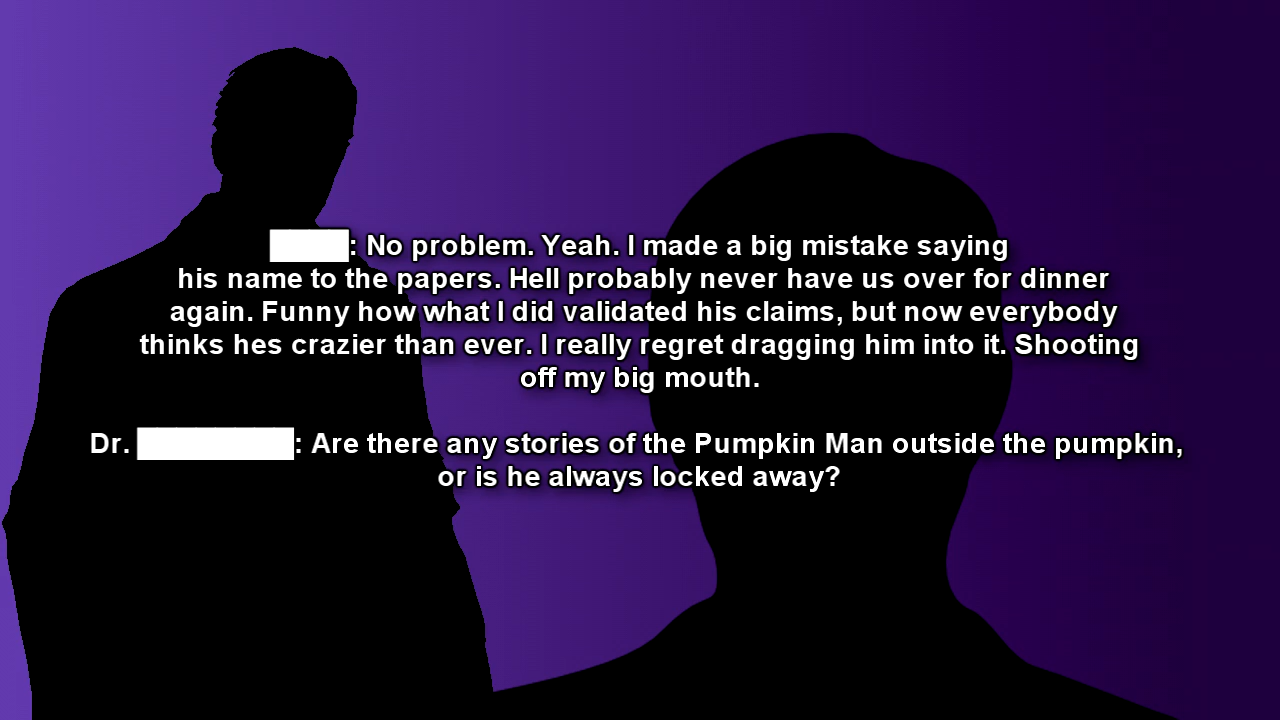 : No problem. Yeah. I made a big mistake saying
his name to the papers. Hell probably never have us over for dinner
again. Funny how what I did validated his claims, but now everybody
thinks hes crazier than ever. I really regret dragging him into it. Shooting
off my big mouth.
Dr. : Are there any stories of the Pumpkin Man outside the pumpkin,
or is he always locked away?